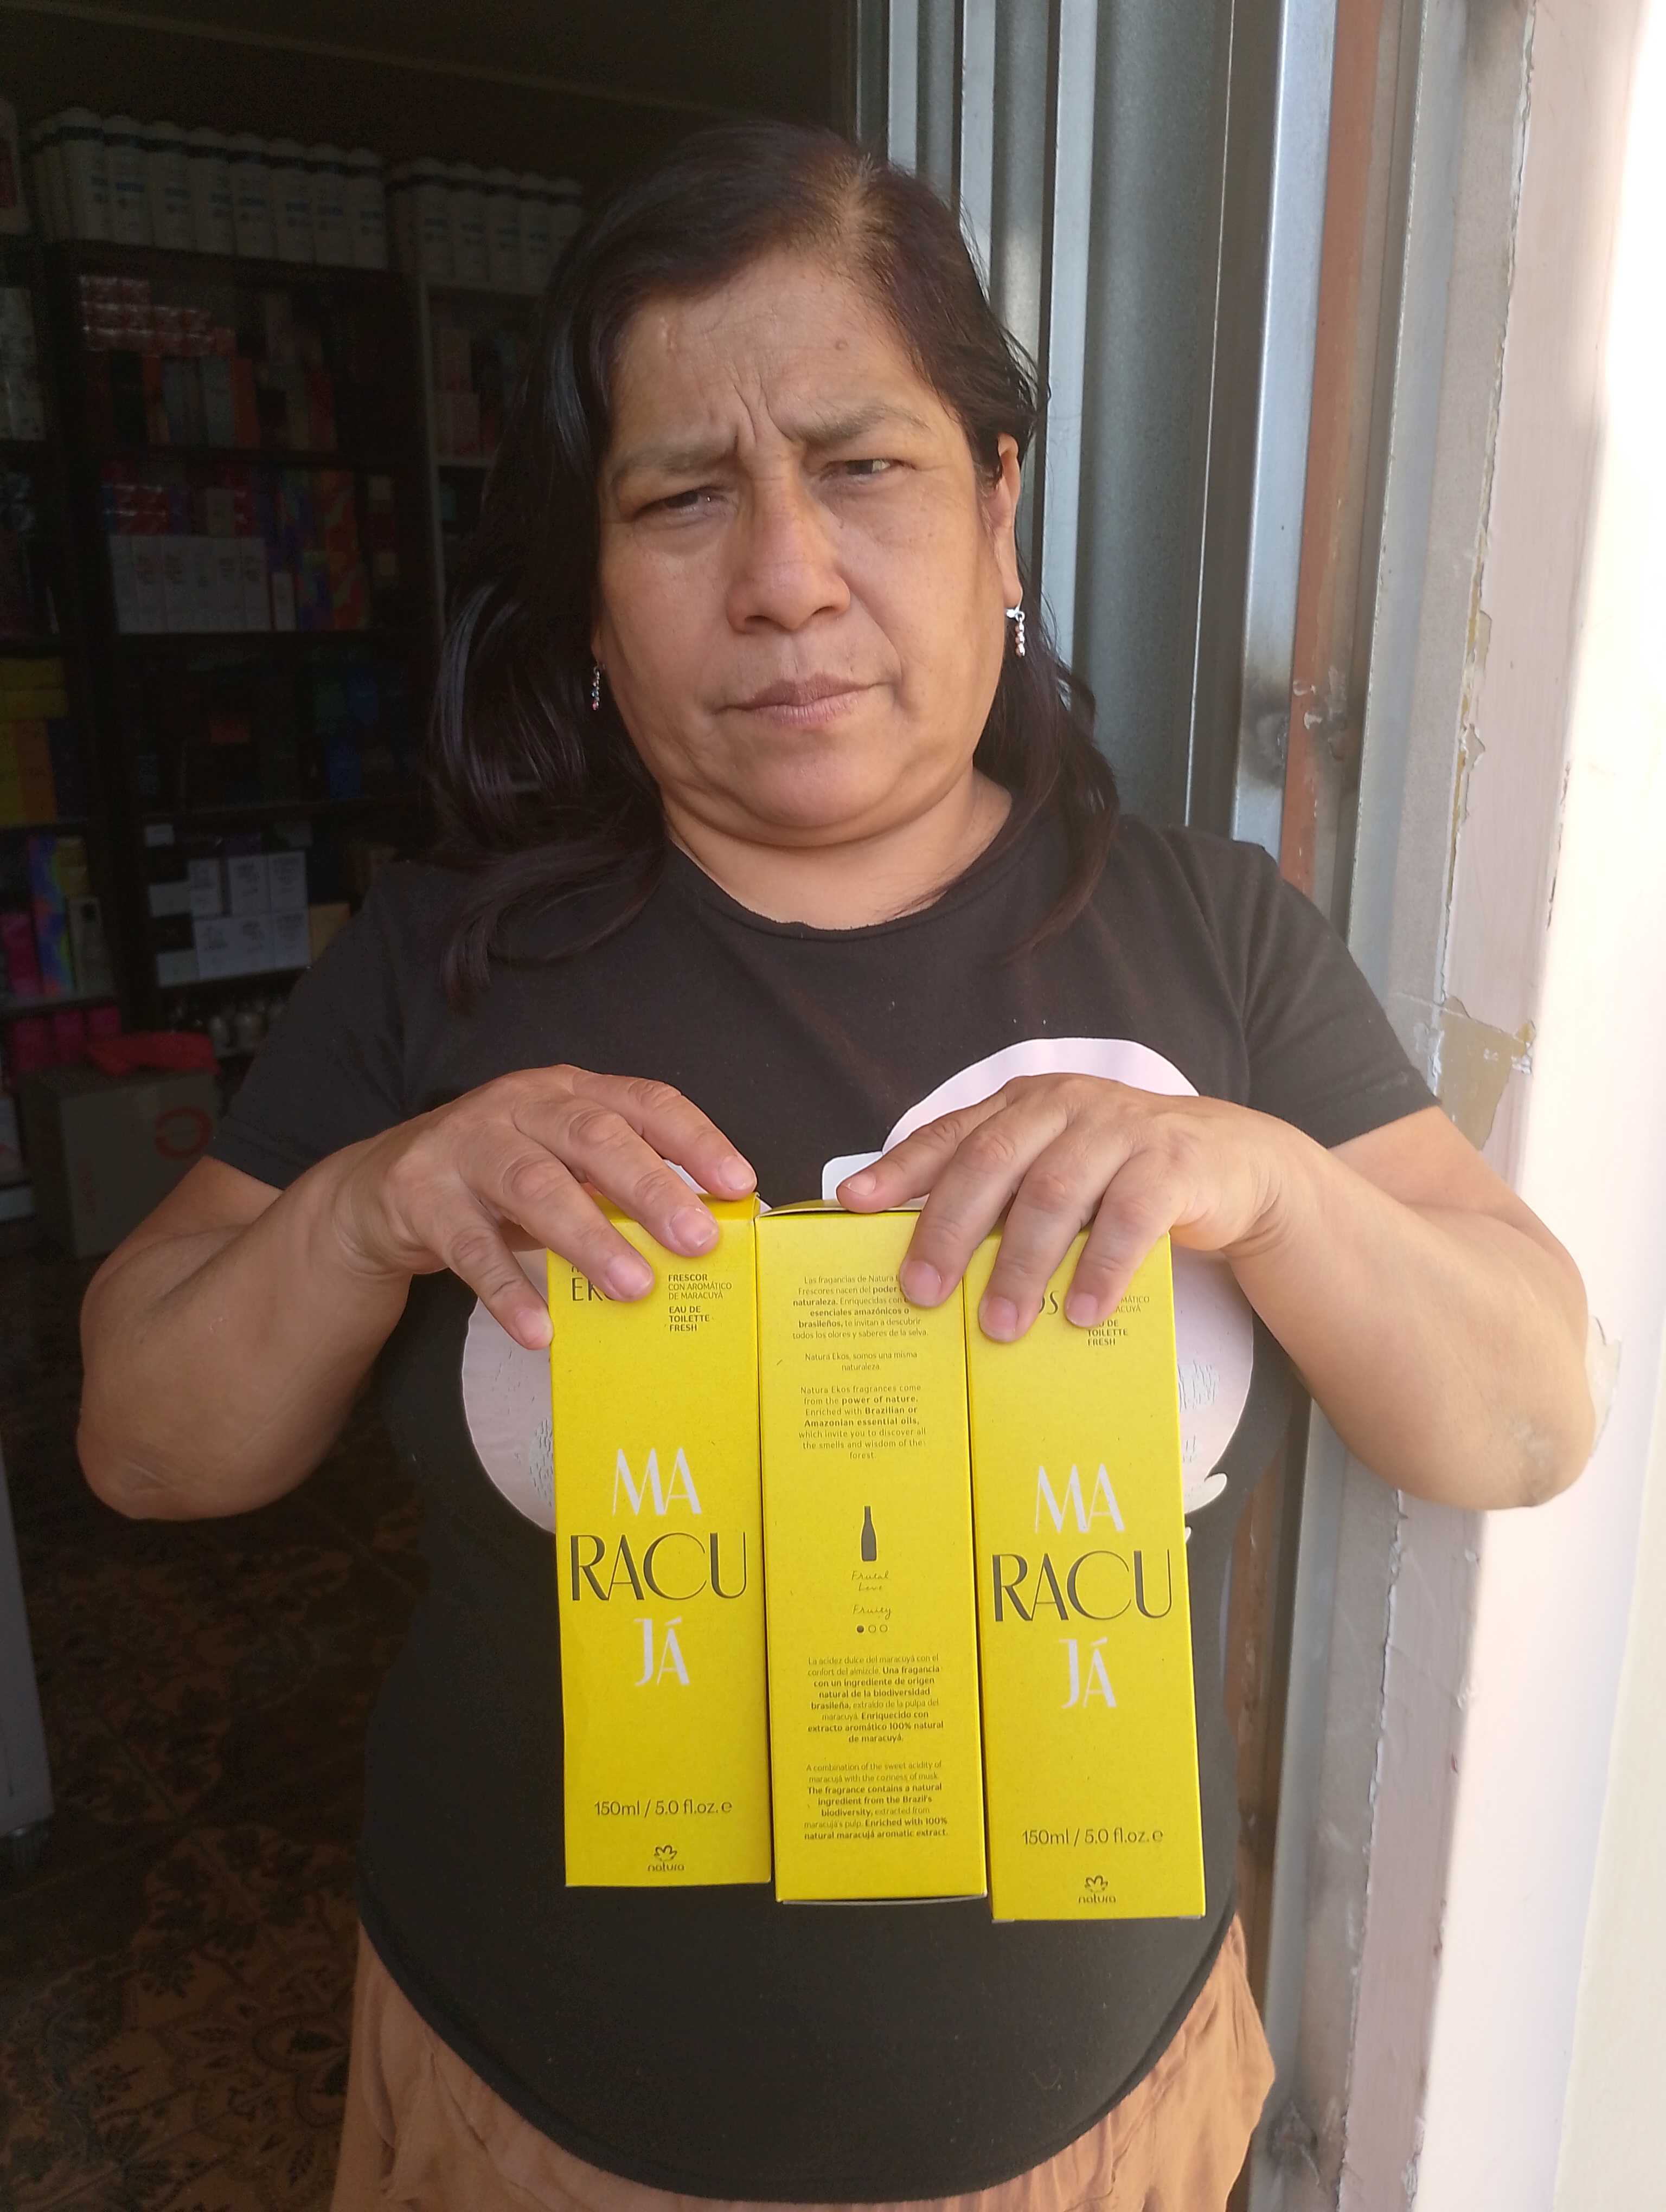 EK
FRESCOR
CON AROMÁTICO
DE MARACUYÁ
EAU DE
TOILETTE
FRESH
MA
RACU
JÁ
150ml / 5.0 fl.oz. e
natura
Las fragancias de Natura
Frescores nacen del poder
naturaleza. Enriquecidas con
esenciales amazónicos o
brasileños, te invitan a descubrir
todos los olores y saberes de la selva.
Natura Ekos, somos una misma
naturaleza.
Natura Ekos fragrances come
from the power of nature.
Enriched with Brazilian or
Amazonian essential oils,
which invite you to discover all
the smells and wisdom of the
forest.
Frutal
Leve
Fruity
La acidez dulce del maracuyá con el
confort del almizcle. Una fragancia
con un ingrediente de origen
natural de la biodiversidad
brasileña, extraído de la pulpa del
maracuyá. Enriquecido con
extracto aromático 100% natural
de maracuyá.
A combination of the sweet acidity of
maracujá with the coziness of musk.
The fragrance contains a natural
ingredient from the Brazil's
biodiversity, extracted from
maracujá's pulp. Enriched with 100%
natural maracujá aromatic extract.
OS
MÁTICO
ACUYÁ
DE
TOILETTE
FRESH
MA
RACU
JÁ
150ml / 5.0 fl.oz. e
natura